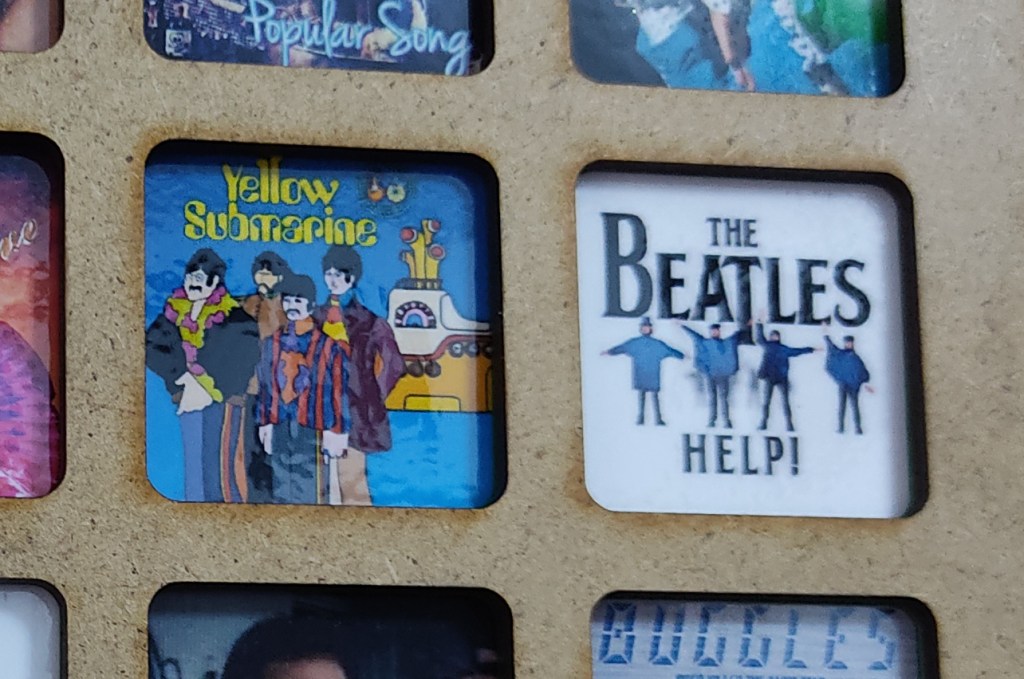 Popular Song
Yellow
Submarine
THE
BEATLES
HELP!
BUGGLES